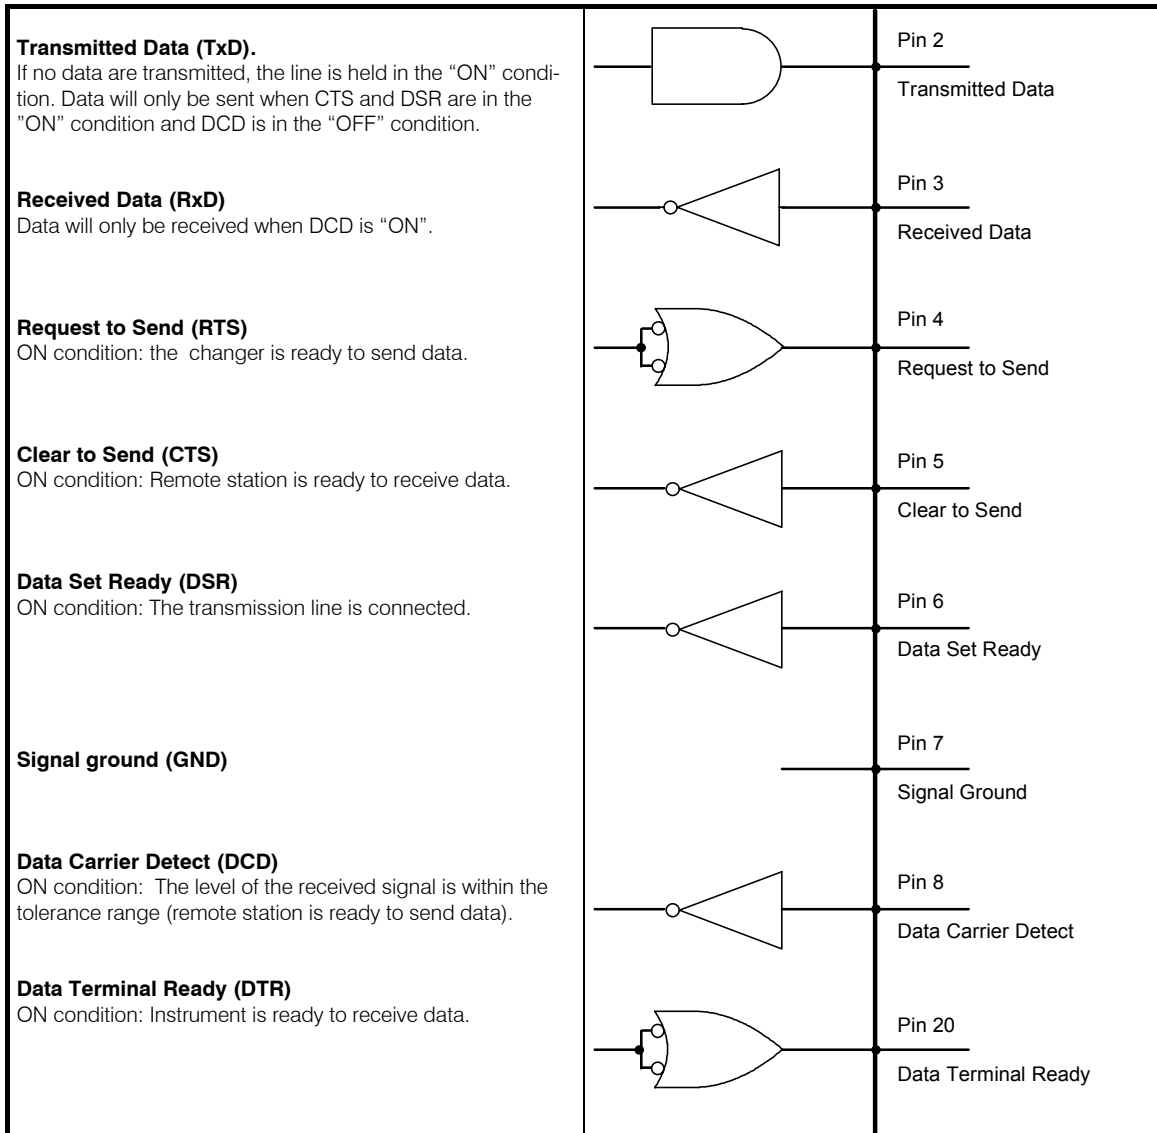 Transmitted Data (TxD).
If no data are transmitted, the line is held in the “ON” condi-
tion. Data will only be sent when CTS and DSR are in the
”ON” condition and DCD is in the “OFF” condition.
Pin 2
Transmitted Data
Received Data (RxD)
Data will only be received when DCD is “ON”.
Pin 3
Received Data
Request to Send (RTS)
ON condition: the  changer is ready to send data.
Pin 4
Request to Send
Clear to Send (CTS)
ON condition: Remote station is ready to receive data.
Pin 5
Clear to Send
Data Set Ready (DSR)
ON condition: The transmission line is connected.
Pin 6
Data Set Ready
Signal ground (GND)
Pin 7
Signal Ground
Data Carrier Detect (DCD)
ON condition:  The level of the received signal is within the
tolerance range (remote station is ready to send data).
Pin 8
Data Carrier Detect
Data Terminal Ready (DTR)
ON condition: Instrument is ready to receive data.
Pin 20
Data Terminal Ready